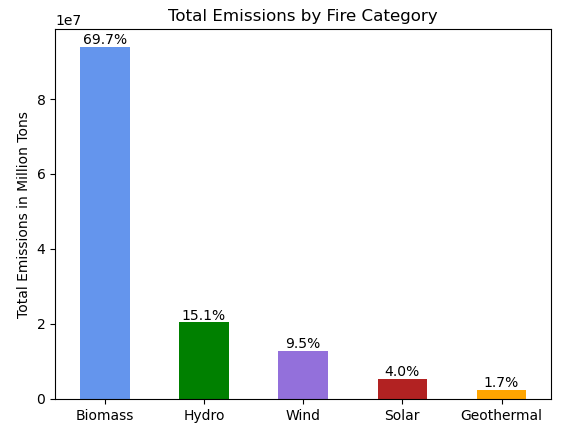 Total Emissions by Fire Category
1e7
Total Emissions in Million Tons
8
6
4
2
0
69.7%
15.1%
9.5%
4.0%
1.7%
Biomass
Hydro
Wind
Solar
Geothermal